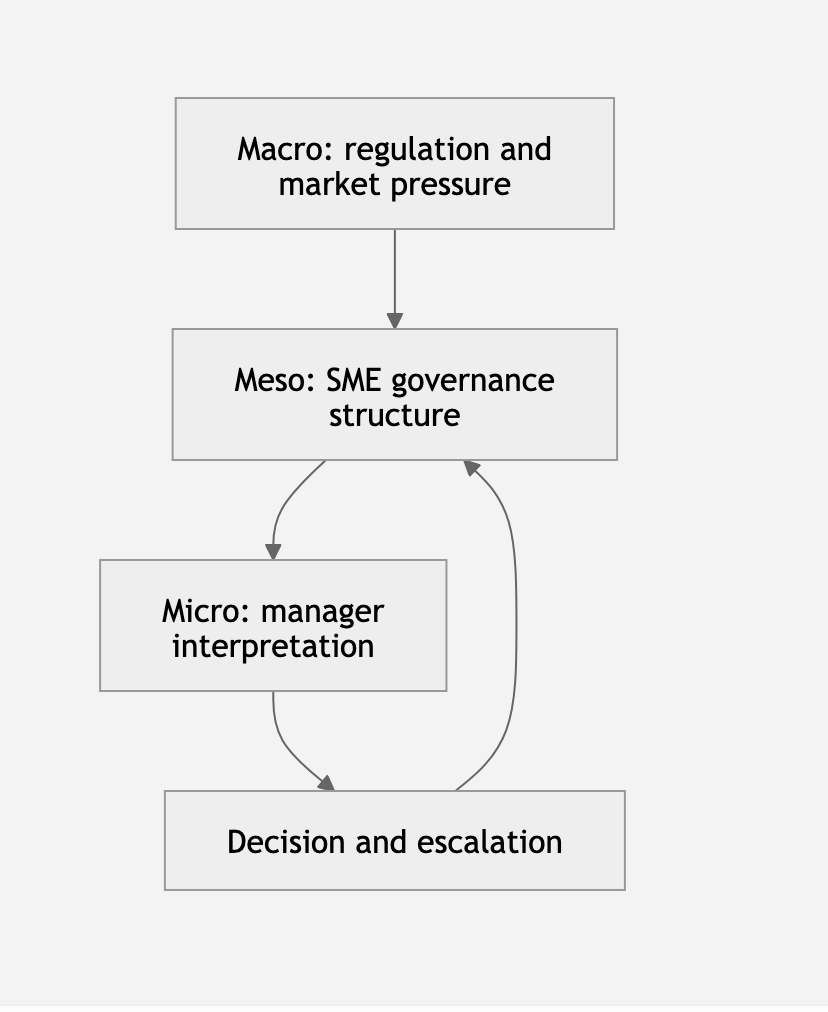 Macro: regulation and
market pressure
Meso: SME governance
structure
Micro: manager
interpretation
Decision and escalation